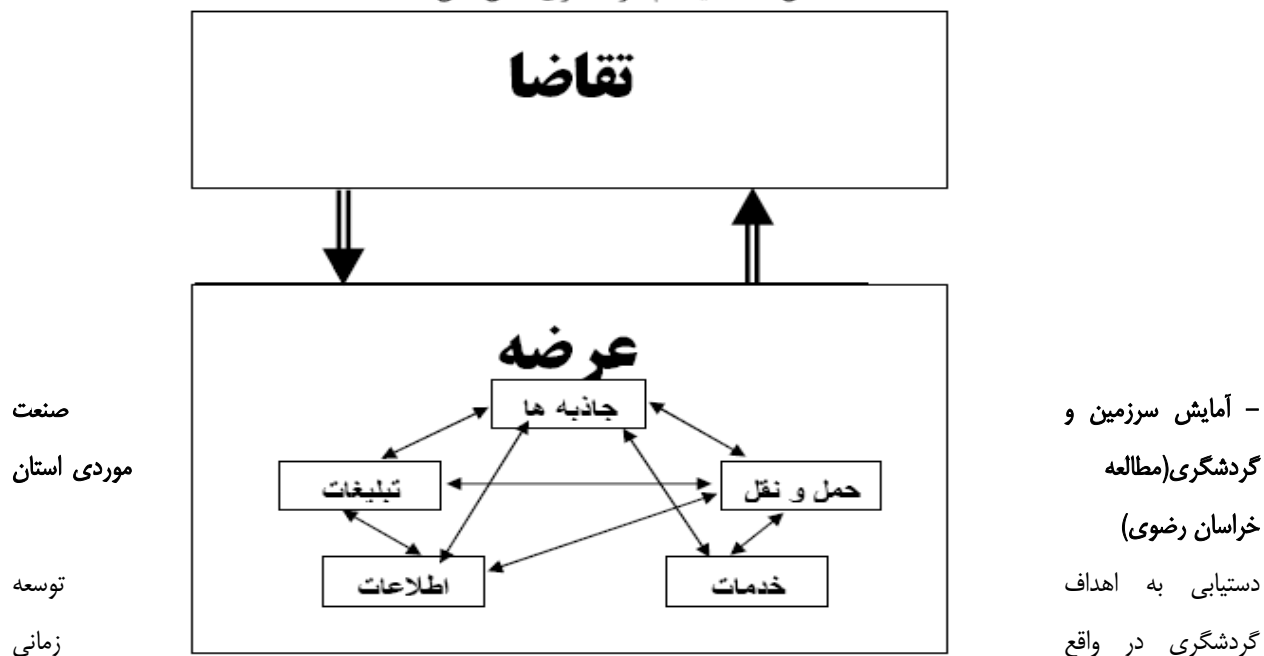 تقاضا
عرضه
جاذبه ها
تبلیغات
حمل و نقل
اطلاعات
خدمات
– آمایش سرزمین و صنعت
گردشگری(مطالعه موردی استان
خراسان رضوی)
دستیابی به اهداف توسعه
گردشگری در واقع زمانی